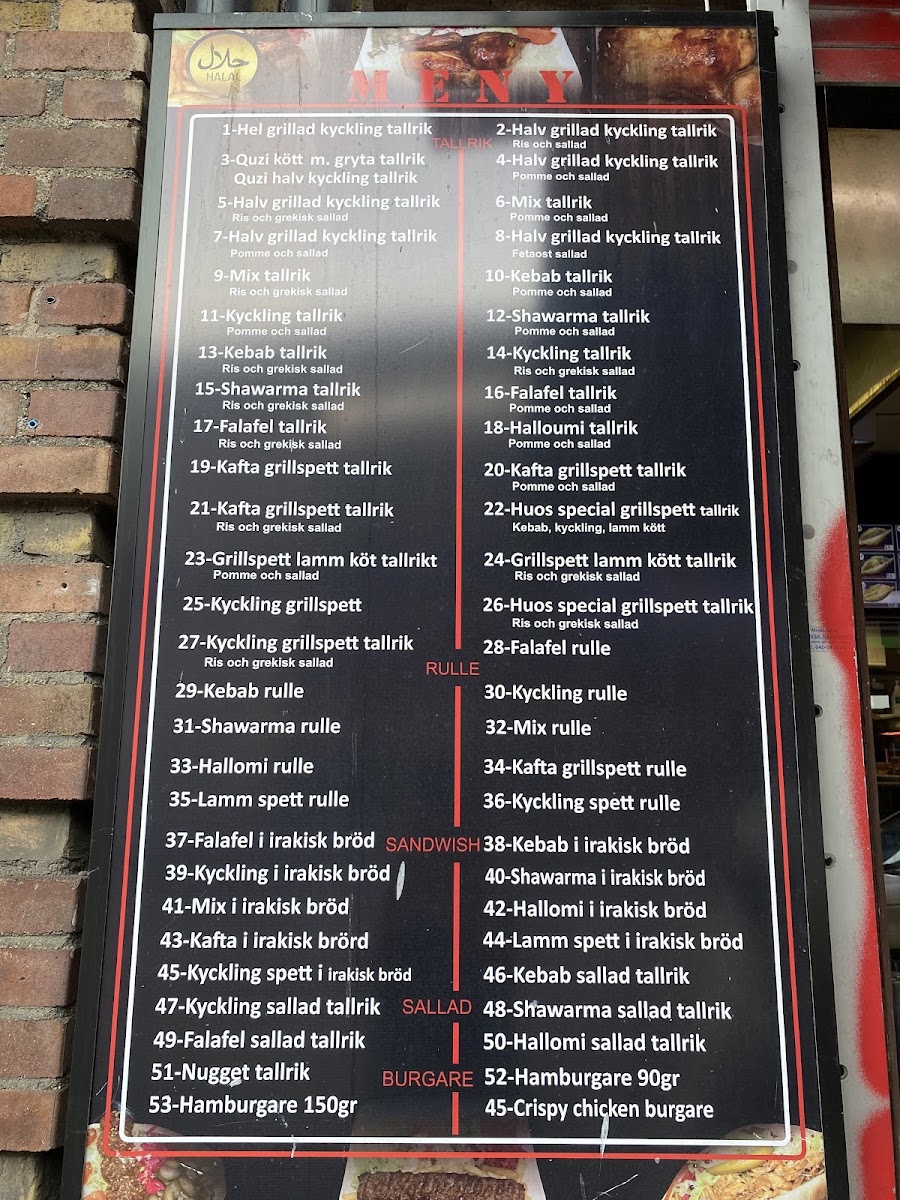 حلال
HALAL
MENY
TALLRIK
1-Hel grillad kyckling tallrik
2-Halv grillad kyckling tallrik
Ris och sallad
3-Quzi kött m. gryta tallrik
Quzi halv kyckling tallrik
4-Halv grillad kyckling tallrik
Pomme och sallad
5-Halv grillad kyckling tallrik
Ris och grekisk sallad
6-Mix tallrik
Pomme och sallad
7-Halv grillad kyckling tallrik
Pomme och sallad
8-Halv grillad kyckling tallrik
Fetaost sallad
9-Mix tallrik
Ris och grekisk sallad
10-Kebab tallrik
Pomme och sallad
11-Kyckling tallrik
Pomme och sallad
12-Shawarma tallrik
Pomme och sallad
13-Kebab tallrik
Ris och grekisk sallad
14-Kyckling tallrik
Ris och grekisk sallad
15-Shawarma tallrik
Ris och grekisk sallad
16-Falafel tallrik
Pomme och sallad
17-Falafel tallrik
Ris och grekisk sallad
18-Halloumi tallrik
Pomme och sallad
19-Kafta grillspett tallrik
20-Kafta grillspett tallrik
Pomme och sallad
21-Kafta grillspett tallrik
Ris och grekisk sallad
22-Huos special grillspett tallrik
Kebab, kyckling, lamm kött
23-Grillspett lamm köt tallrikt
Pomme och sallad
24-Grillspett lamm kött tallrik
Ris och grekisk sallad
25-Kyckling grillspett
26-Huos special grillspett tallrik
Ris och grekisk sallad
27-Kyckling grillspett tallrik
Ris och grekisk sallad
28-Falafel rulle
RULLE
29-Kebab rulle
30-Kyckling rulle
31-Shawarma rulle
32-Mix rulle
33-Hallomi rulle
34-Kafta grillspett rulle
35-Lamm spett rulle
36-Kyckling spett rulle
SANDWISH
37-Falafel i irakisk bröd
38-Kebab i irakisk bröd
39-Kyckling i irakisk bröd
40-Shawarma i irakisk bröd
41-Mix i irakisk bröd
42-Hallomi i irakisk bröd
43-Kafta i irakisk brörd
44-Lamm spett i irakisk bröd
45-Kyckling spett i irakisk bröd
46-Kebab sallad tallrik
SALLAD
47-Kyckling sallad tallrik
48-Shawarma sallad tallrik
49-Falafel sallad tallrik
50-Hallomi sallad tallrik
51-Nugget tallrik
BURGARE
52-Hamburgare 90gr
53-Hamburgare 150gr
45-Crispy chicken burgare